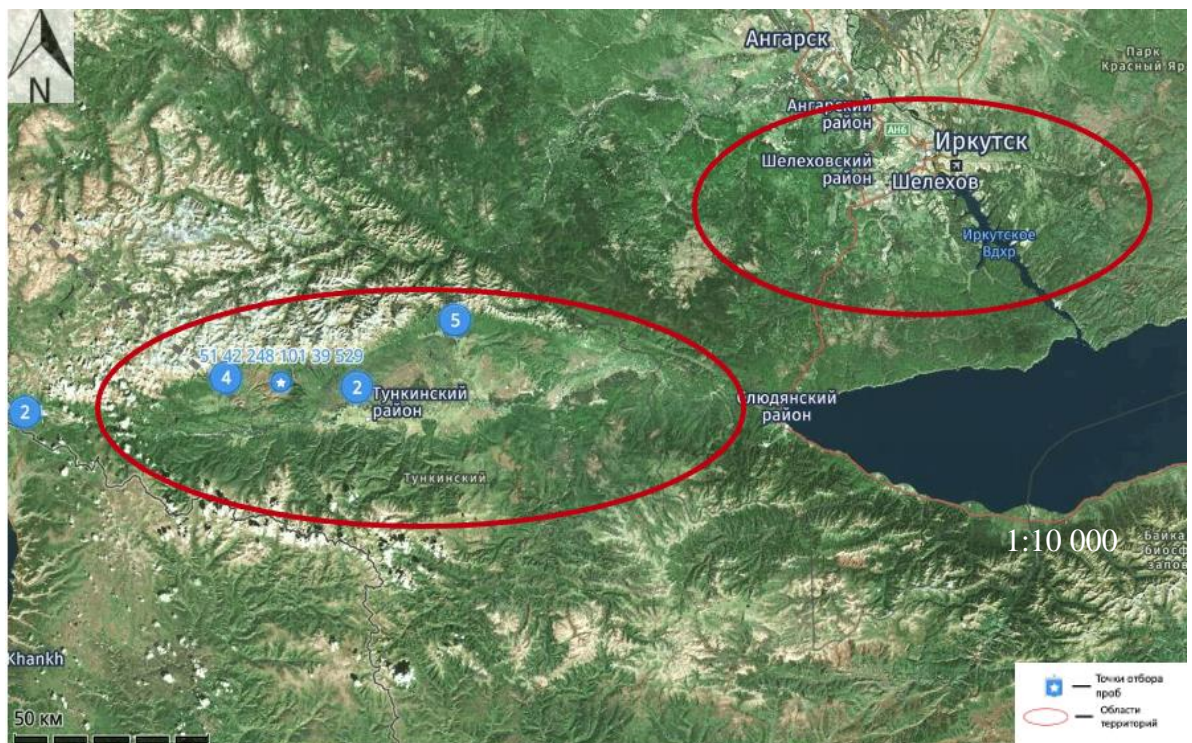 N
Ангарск
Парк
Красный Яр
Ангарский
район
АН6
Иркутск
Шелеховский
район
Шелехов
Иркутское
Вдхр
5
51 42 248 101 39 529
4
2
Тункинский
район
2
Слюдянский
район
Тункинский
1:10 000
Байка
биосф
запов
Khankh
50 км
Точки отбора
проб
Области
территорий